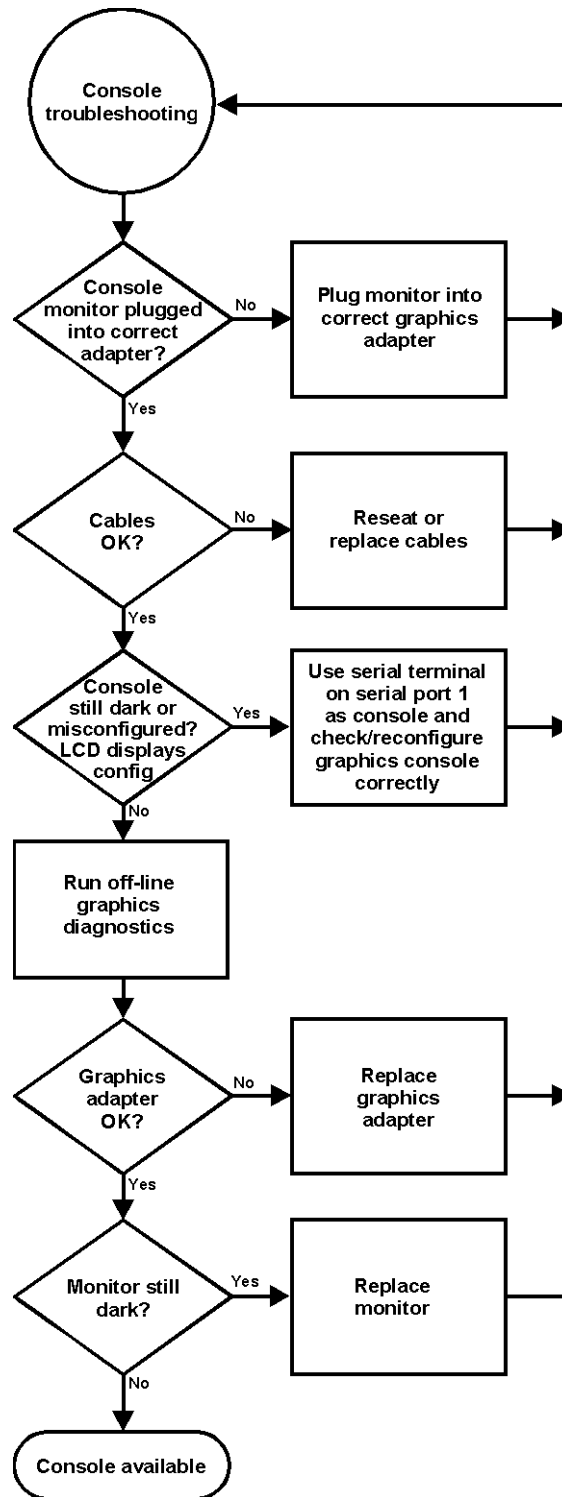 Console
troubleshooting
Console
monitor plugged
into correct
adapter?
No
Plug monitor into
correct graphics
adapter
Yes
Cables
OK?
No
Reseat or
replace cables
Yes
Console
still dark or
misconfigured?
LCD displays
config
Yes
Use serial terminal
on serial port 1
as console and
check/reconfigure
graphics console
correctly
No
Run off-line
graphics
diagnostics
Graphics
adapter
OK?
No
Replace
graphics
adapter
Yes
Monitor still
dark?
Yes
Replace
monitor
No
Console available